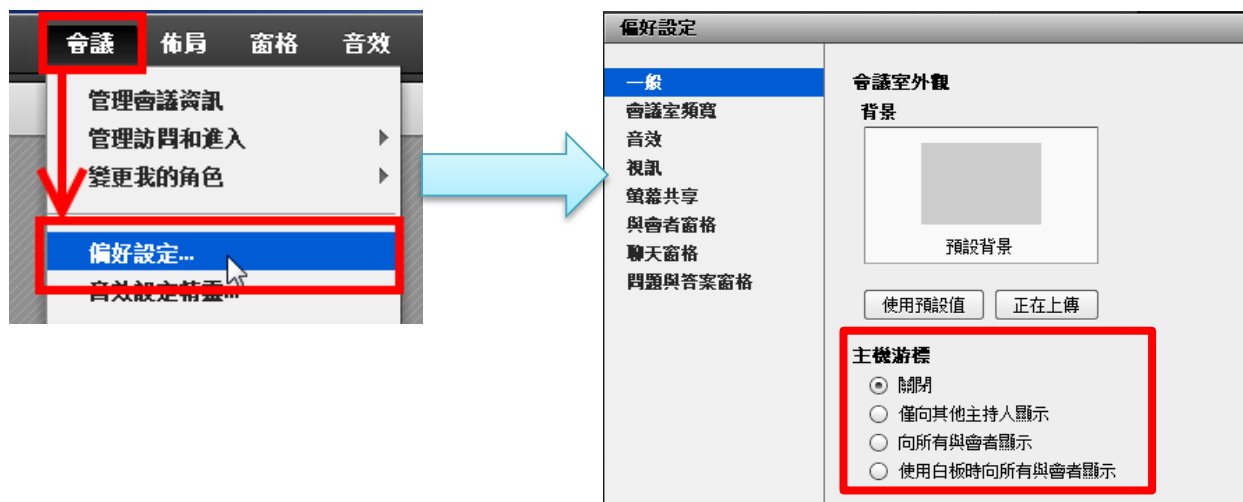 會議 佈局 窗格 音效
管理會議資訊
管理訪問和進入
變更我的角色
偏好設定...
音效設定精靈...
偏好設定
一般
會議室頻寬
音效
視訊
螢幕共享
與會者窗格
聊天窗格
問題與答案窗格
會議室外觀
背景
預設背景
使用預設值 正在上傳
主機游標
關閉
僅向其他主持人顯示
向所有與會者顯示
使用白板時向所有與會者顯示